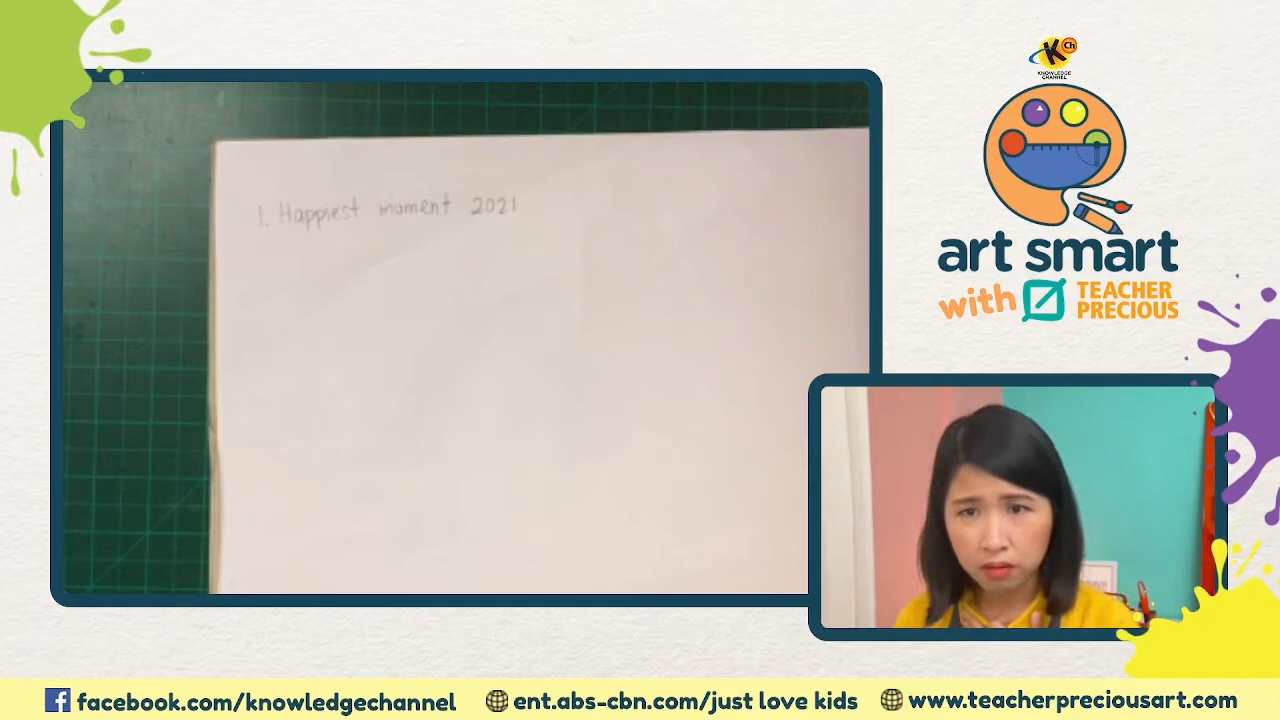 K Ch
KNOWLEDGE
CHANNEL
1. Happiest moment 2021
art smart
with TEACHER
PRECIOUS
facebook.com/knowledgechannel
ent.abs-cbn.com/just love kids
www.teacherpreciousart.com